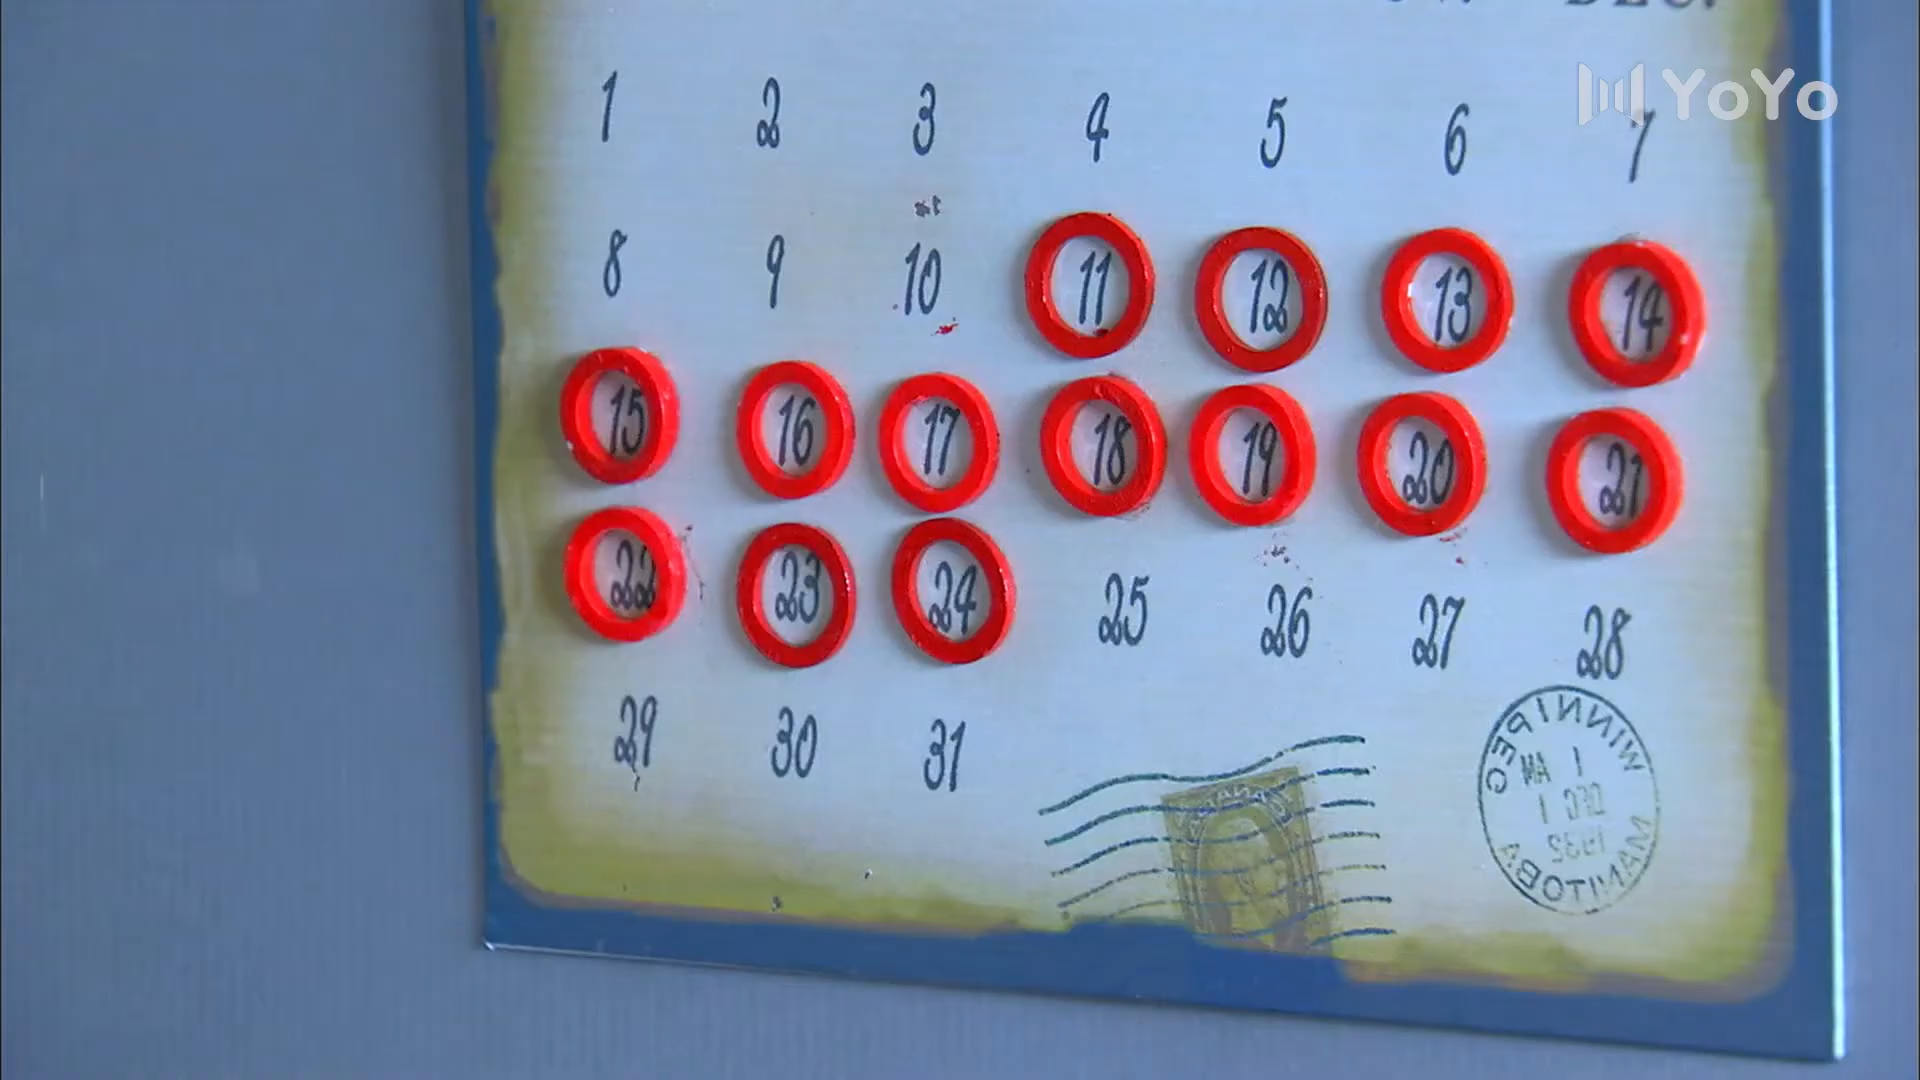 DEC.
YoYo
1 2 3 4 5 6 7
8 9 10 11 12 13 14
15 16 17 18 19 20 21
22 23 24 25 26 27 28
29 30 31
WINNIPEG
1 AM
DEC 1
MANITOBA